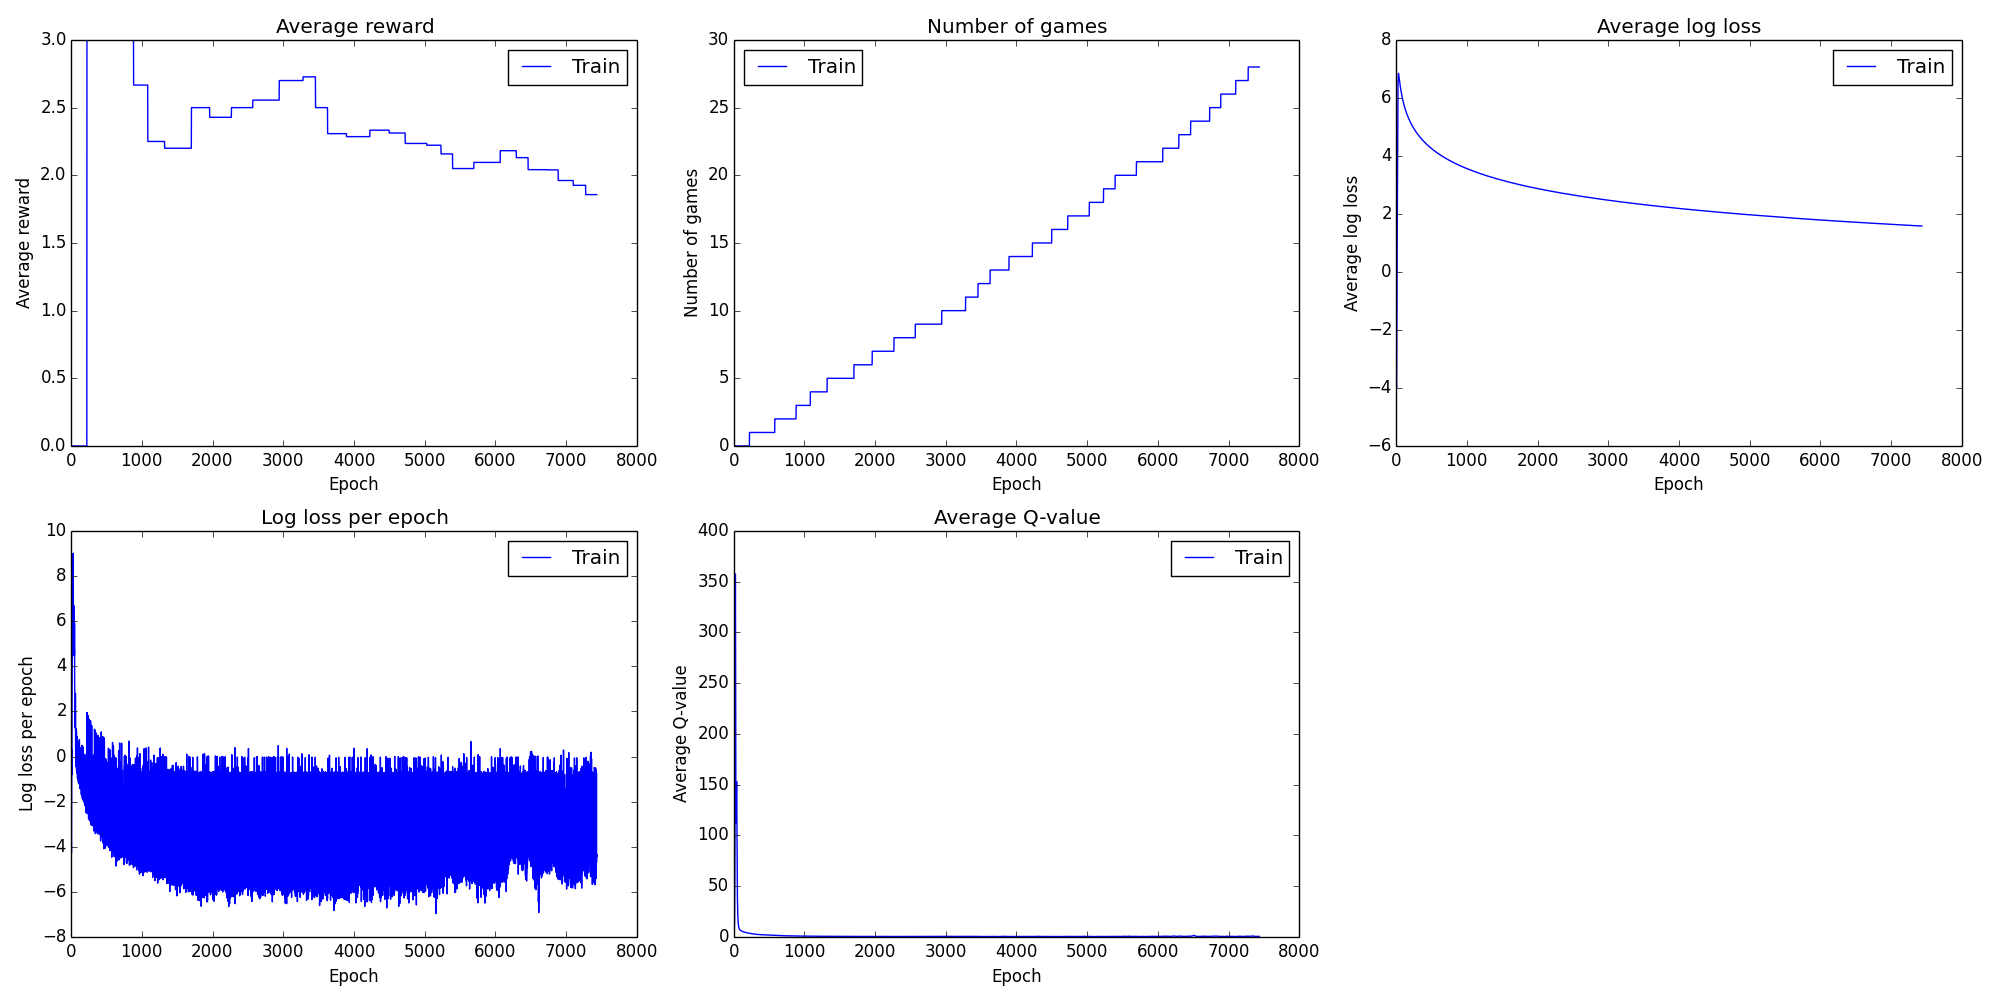 Average reward
Train
Average reward
3.0
2.5
2.0
1.5
1.0
0.5
0.0
0 1000 2000 3000 4000 5000 6000 7000 8000
Epoch
Number of games
Train
Number of games
30
25
20
15
10
5
0
0 1000 2000 3000 4000 5000 6000 7000 8000
Epoch
Average log loss
Train
Average log loss
8
6
4
2
0
−2
−4
−6
0 1000 2000 3000 4000 5000 6000 7000 8000
Epoch
Log loss per epoch
Train
Log loss per epoch
10
8
6
4
2
0
−2
−4
−6
−8
0 1000 2000 3000 4000 5000 6000 7000 8000
Epoch
Average Q-value
Train
Average Q-value
400
350
300
250
200
150
100
50
0
0 1000 2000 3000 4000 5000 6000 7000 8000
Epoch